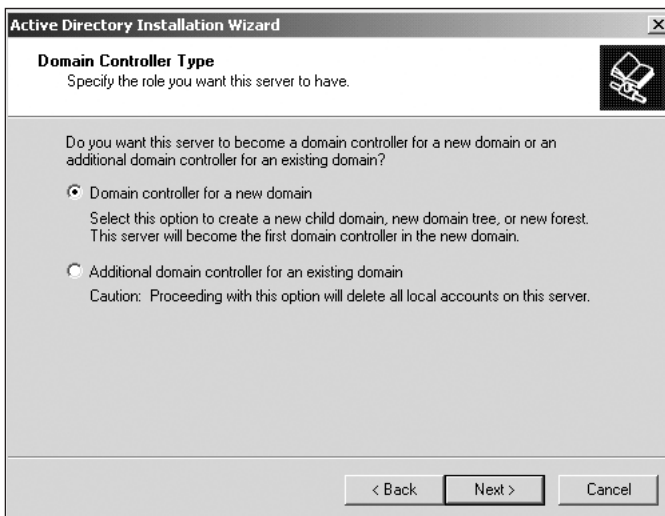 Active Directory Installation Wizard
Domain Controller Type
Specify the role you want this server to have.
Do you want this server to become a domain controller for a new domain or an
additional domain controller for an existing domain?
Domain controller for a new domain
Select this option to create a new child domain, new domain tree, or new forest.
This server will become the first domain controller in the new domain.
Additional domain controller for an existing domain
Caution: Proceeding with this option will delete all local accounts on this server.
< Back
Next >
Cancel